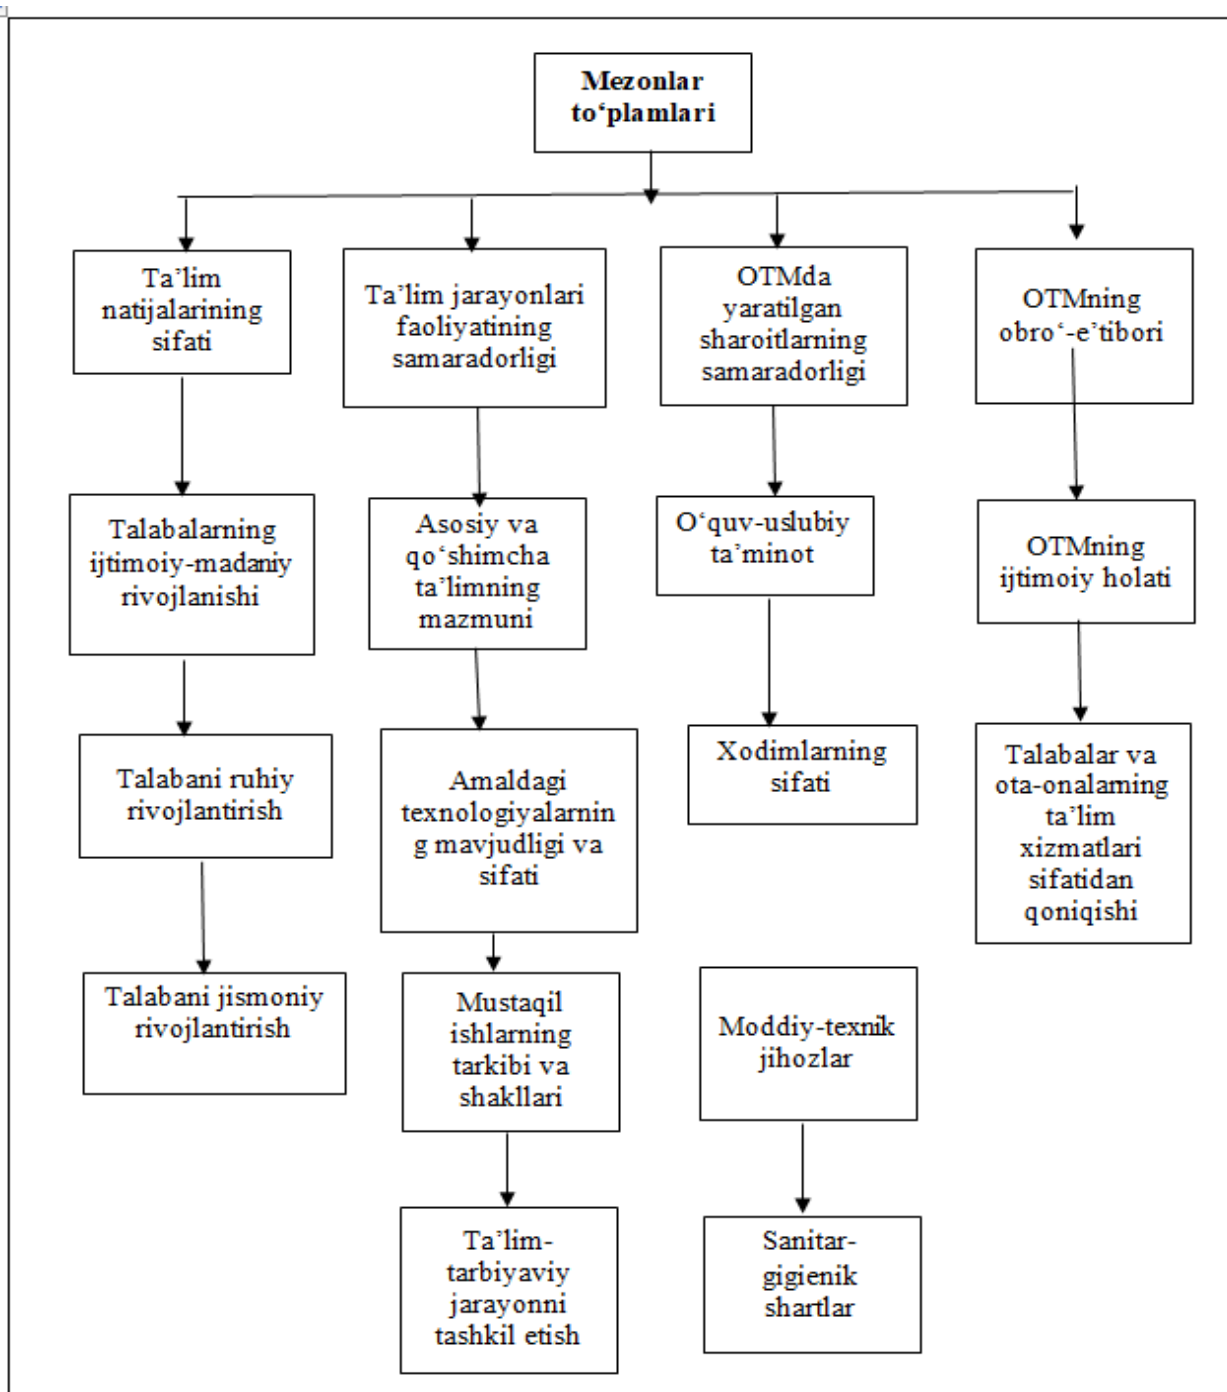 Mezonlar
to‘plamlari
Ta’lim
natijalarining
sifati
Ta’lim jarayonlari
faoliyatining
samaradorligi
OTMda
yaratilgan
sharoitlarning
samaradorligi
OTMning
obro‘-e’tibori
Talabalarning
ijtimoiy-madaniy
rivojlanishi
Asosiy va
qo‘shimcha
ta’limning
mazmuni
O‘quv-uslubiy
ta’minot
OTMning
ijtimoiy holati
Talabani ruhiy
rivojlantirish
Amaldagi
texnologiyalarnin
g mavjudligi va
sifati
Xodimlarning
sifati
Talabalar va
ota-onalarning
ta’lim
xizmatlari
sifatidan
qoniqishi
Talabani jismoniy
rivojlantirish
Mustaqil
ishlarning
tarkibi va
shakllari
Moddiy-texnik
jihozlar
Ta’lim-
tarbiyaviy
jarayonni
tashkil etish
Sanitar-
gigienik
shartlar